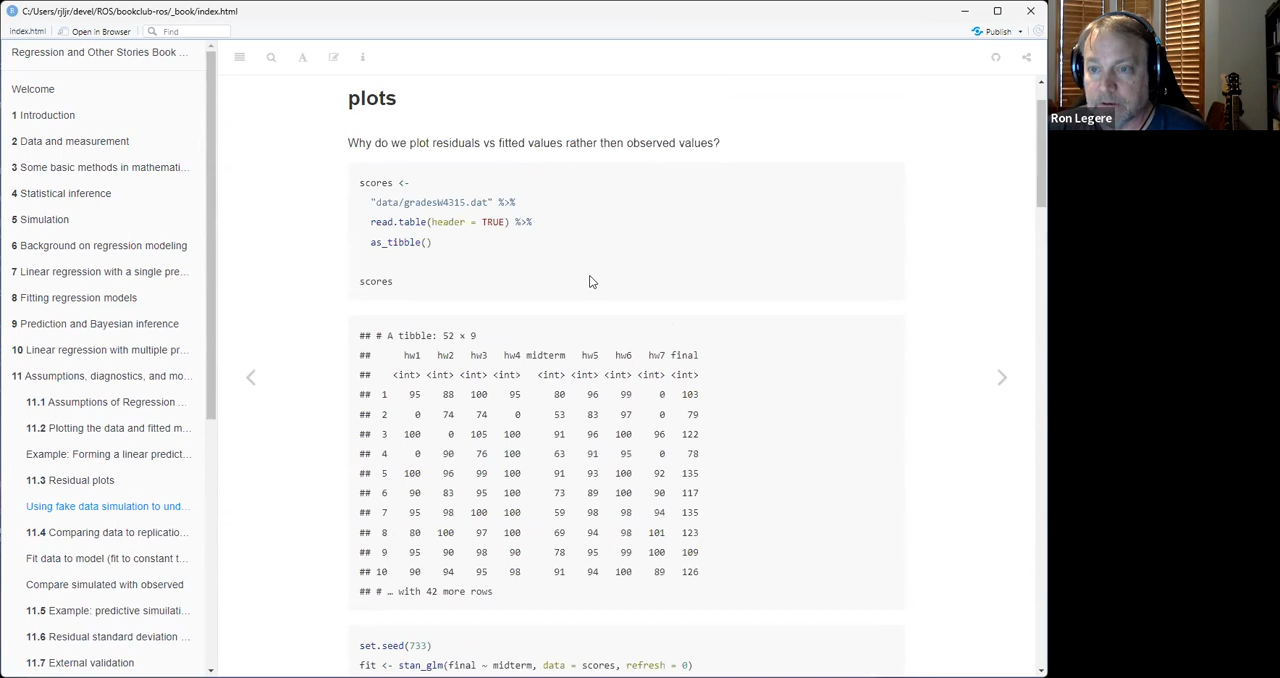 C:/Users/rjljr/devel/ROS/bookclub-ros/_book/index.html
index.html
Open in Browser
Find
Publish
Regression and Other Stories Book ...
Welcome
1 Introduction
2 Data and measurement
3 Some basic methods in mathemati...
4 Statistical inference
5 Simulation
6 Background on regression modeling
7 Linear regression with a single pre...
8 Fitting regression models
9 Prediction and Bayesian inference
10 Linear regression with multiple pr...
11 Assumptions, diagnostics, and mo...
11.1 Assumptions of Regression ...
11.2 Plotting the data and fitted m...
Example: Forming a linear predict...
11.3 Residual plots
Using fake data simulation to und...
11.4 Comparing data to replicatio...
Fit data to model (fit to constant t...
Compare simulated with observed
11.5 Example: predictive simuilati...
11.6 Residual standard deviation ...
11.7 External validation
plots
Why do we plot residuals vs fitted values rather then observed values?
scores <-
"data/gradesW4315.dat" %>%
read.table(header = TRUE) %>%
as_tibble()
scores
## # A tibble: 52 x 9
## hw1 hw2 hw3 hw4 midterm hw5 hw6 hw7 final
## <int> <int> <int> <int> <int> <int> <int> <int> <int>
## 1 95 88 100 95 80 96 99 0 103
## 2 0 74 74 0 53 83 97 0 79
## 3 100 0 105 100 91 96 100 96 122
## 4 0 90 76 100 63 91 95 0 78
## 5 100 96 99 100 91 93 100 92 135
## 6 90 83 95 100 73 89 100 90 117
## 7 95 98 100 100 59 98 98 94 135
## 8 80 100 97 100 69 94 98 101 123
## 9 95 90 98 90 78 95 99 100 109
## 10 90 94 95 98 91 94 100 89 126
## # … with 42 more rows
set.seed(733)
fit <- stan_glm(final ~ midterm, data = scores, refresh = 0)
Ron Legere